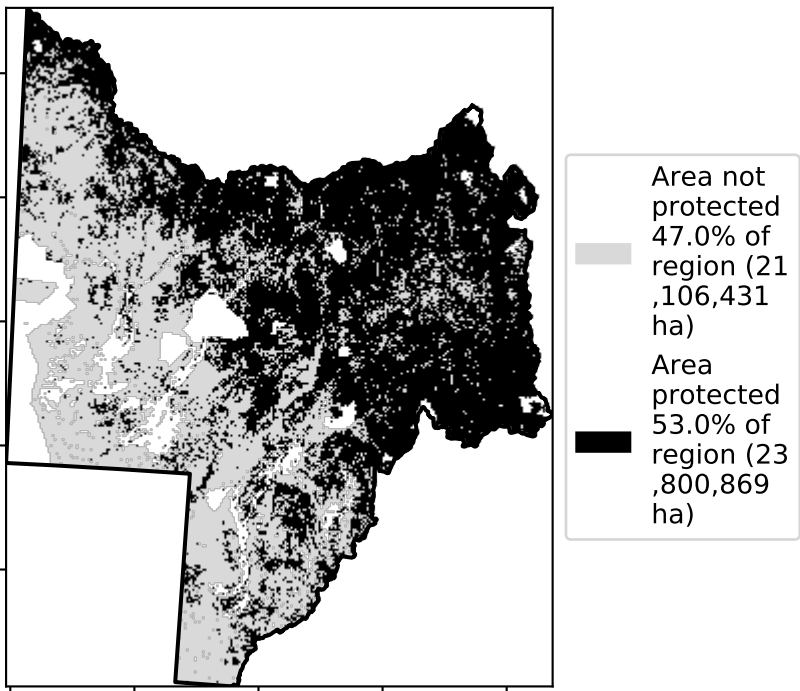 Area not
protected
47.0% of
region (21
,106,431
ha)
Area
protected
53.0% of
region (23
,800,869
ha)